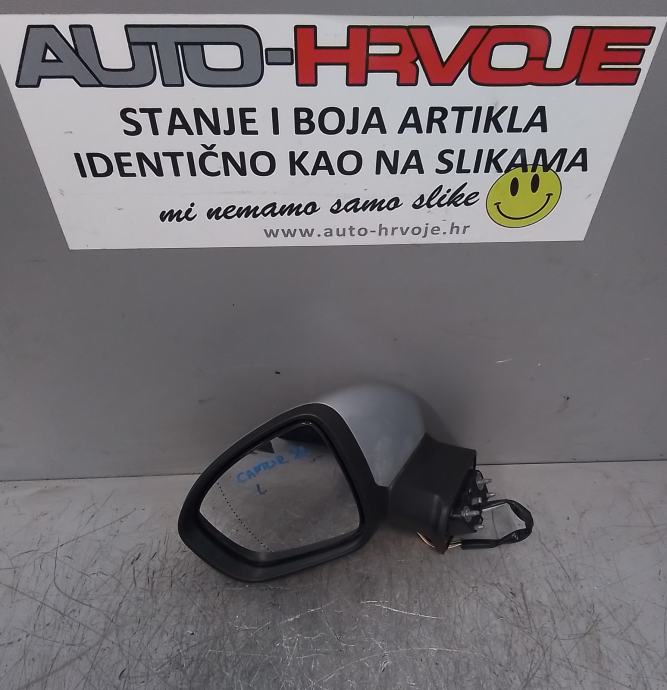 AUTO-HRVOJE
STANJE I BOJA ARTIKLA
IDENTIČNO KAO NA SLIKAMA
mi nemamo samo slike
www.auto-hrvoje.hr
L